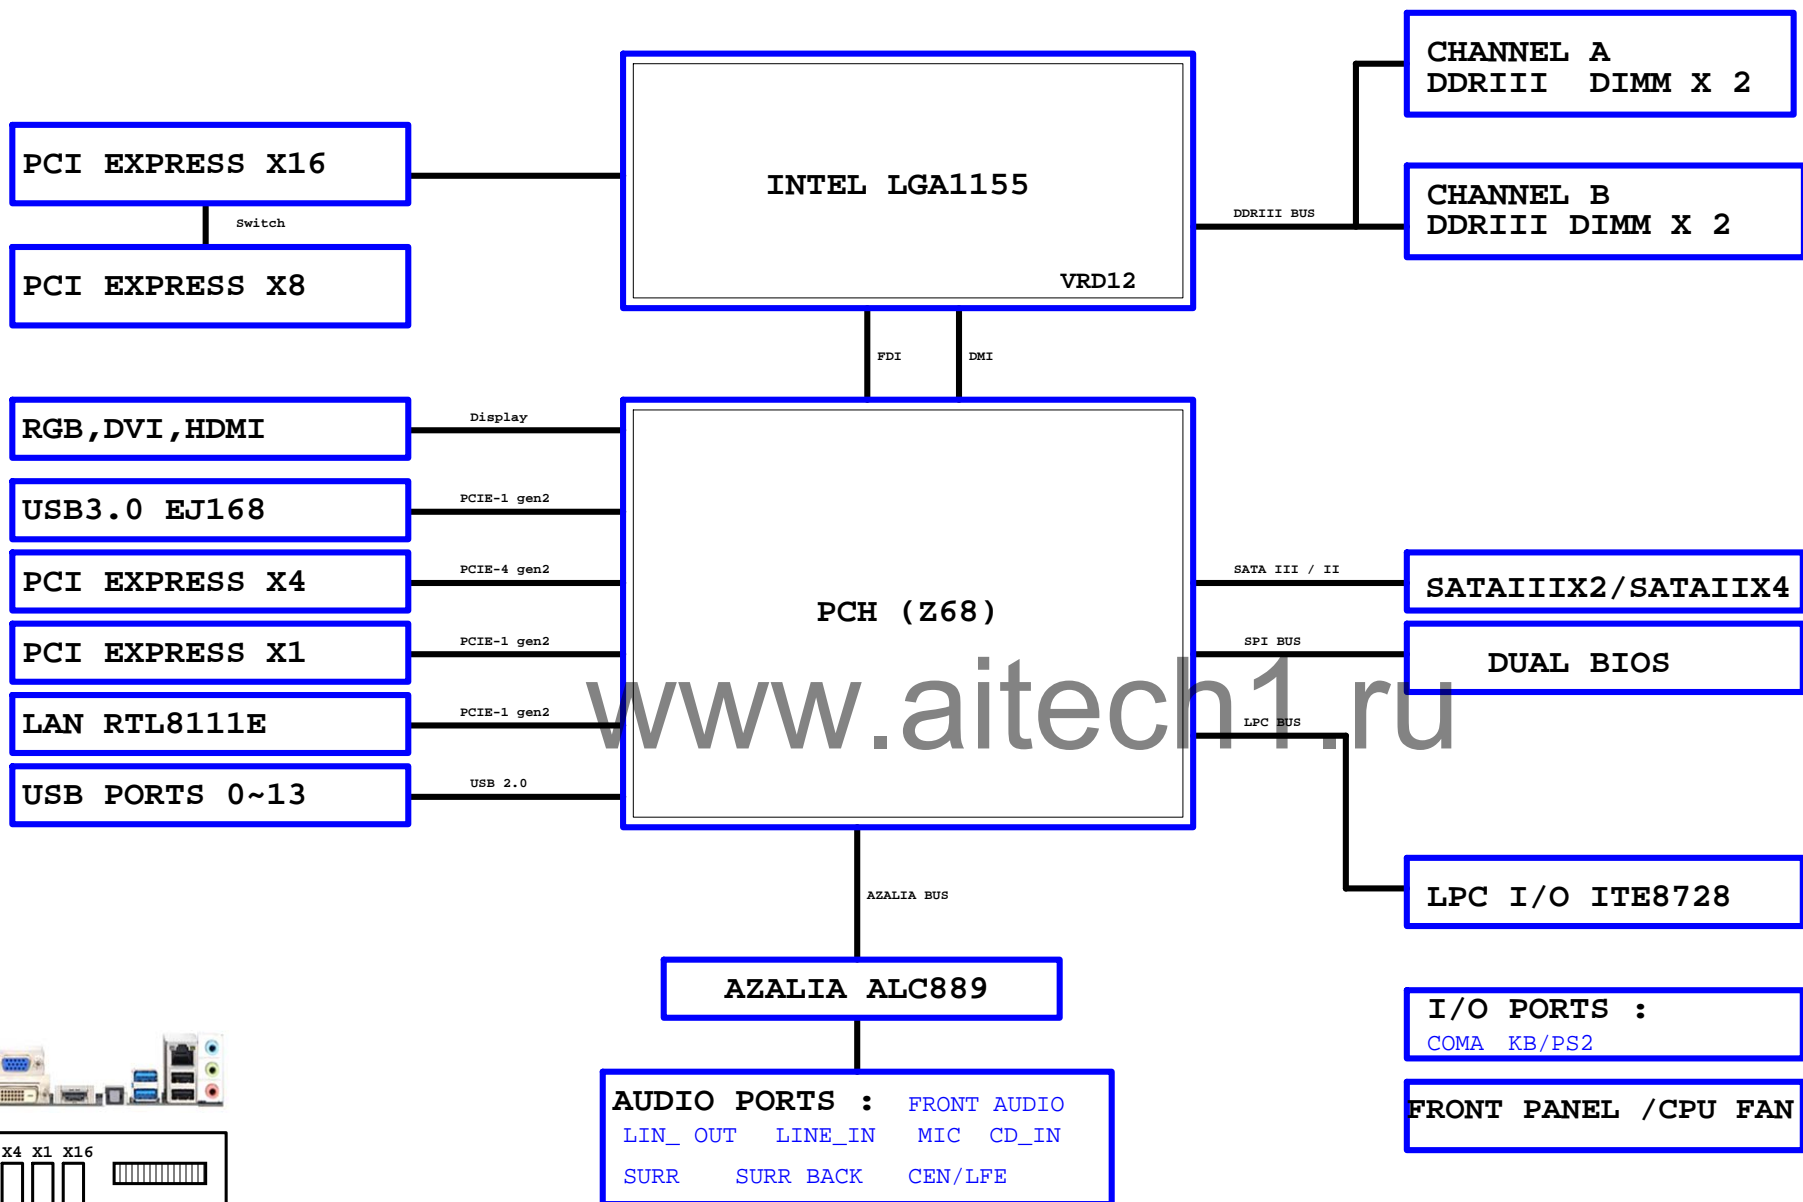 CHANNEL A
DDRIII DIMM X 2
PCI EXPRESS X16
INTEL LGA1155
CHANNEL B
DDRIII DIMM X 2
DDRIII BUS
Switch
PCI EXPRESS X8
VRD12
FDI
DMI
RGB,DVI,HDMI
Display
USB3.0 EJ168
PCIE-1 gen2
PCI EXPRESS X4
PCIE-4 gen2
PCH (Z68)
SATA III / II
SATAIIIX2/SATAIIX4
PCI EXPRESS X1
PCIE-1 gen2
SPI BUS
DUAL BIOS
www.aitech1.ru
LAN RTL8111E
PCIE-1 gen2
LPC BUS
USB PORTS 0~13
USB 2.0
AZALIA BUS
LPC I/O ITE8728
AZALIA ALC889
I/O PORTS :
COMA KB/PS2
AUDIO PORTS : FRONT AUDIO
LIN_ OUT LINE_IN MIC CD_IN
SURR SURR BACK CEN/LFE
FRONT PANEL /CPU FAN
X4 X1 X16